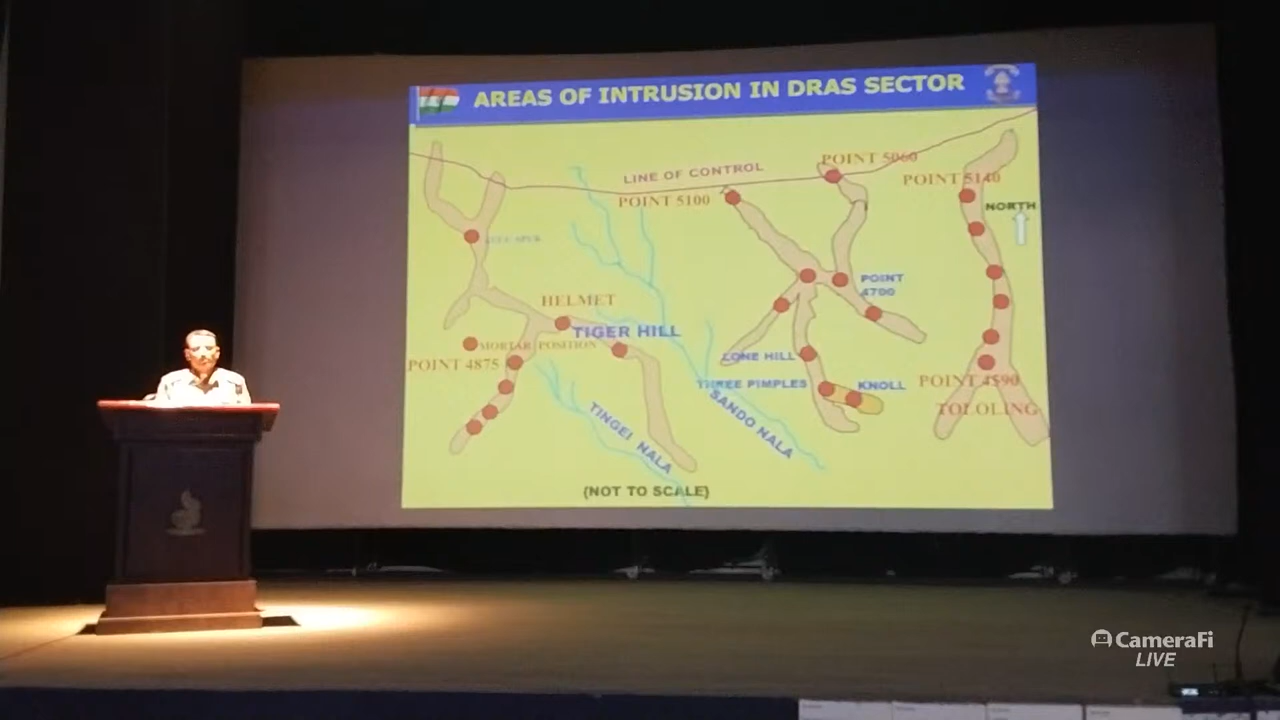 AREAS OF INTRUSION IN DRAS SECTOR
LINE OF CONTROL
POINT 5060
POINT 5100
POINT 5140
NORTH
POINT
4700
HELMET
TIGER HILL
MORTAR POSITION
POINT 4875
LONE HILL
THREE PIMPLES
KNOLL
POINT 4590
TOLOLING
SANDO NALA
TINGEI NALA
(NOT TO SCALE)
CameraFi
LIVE